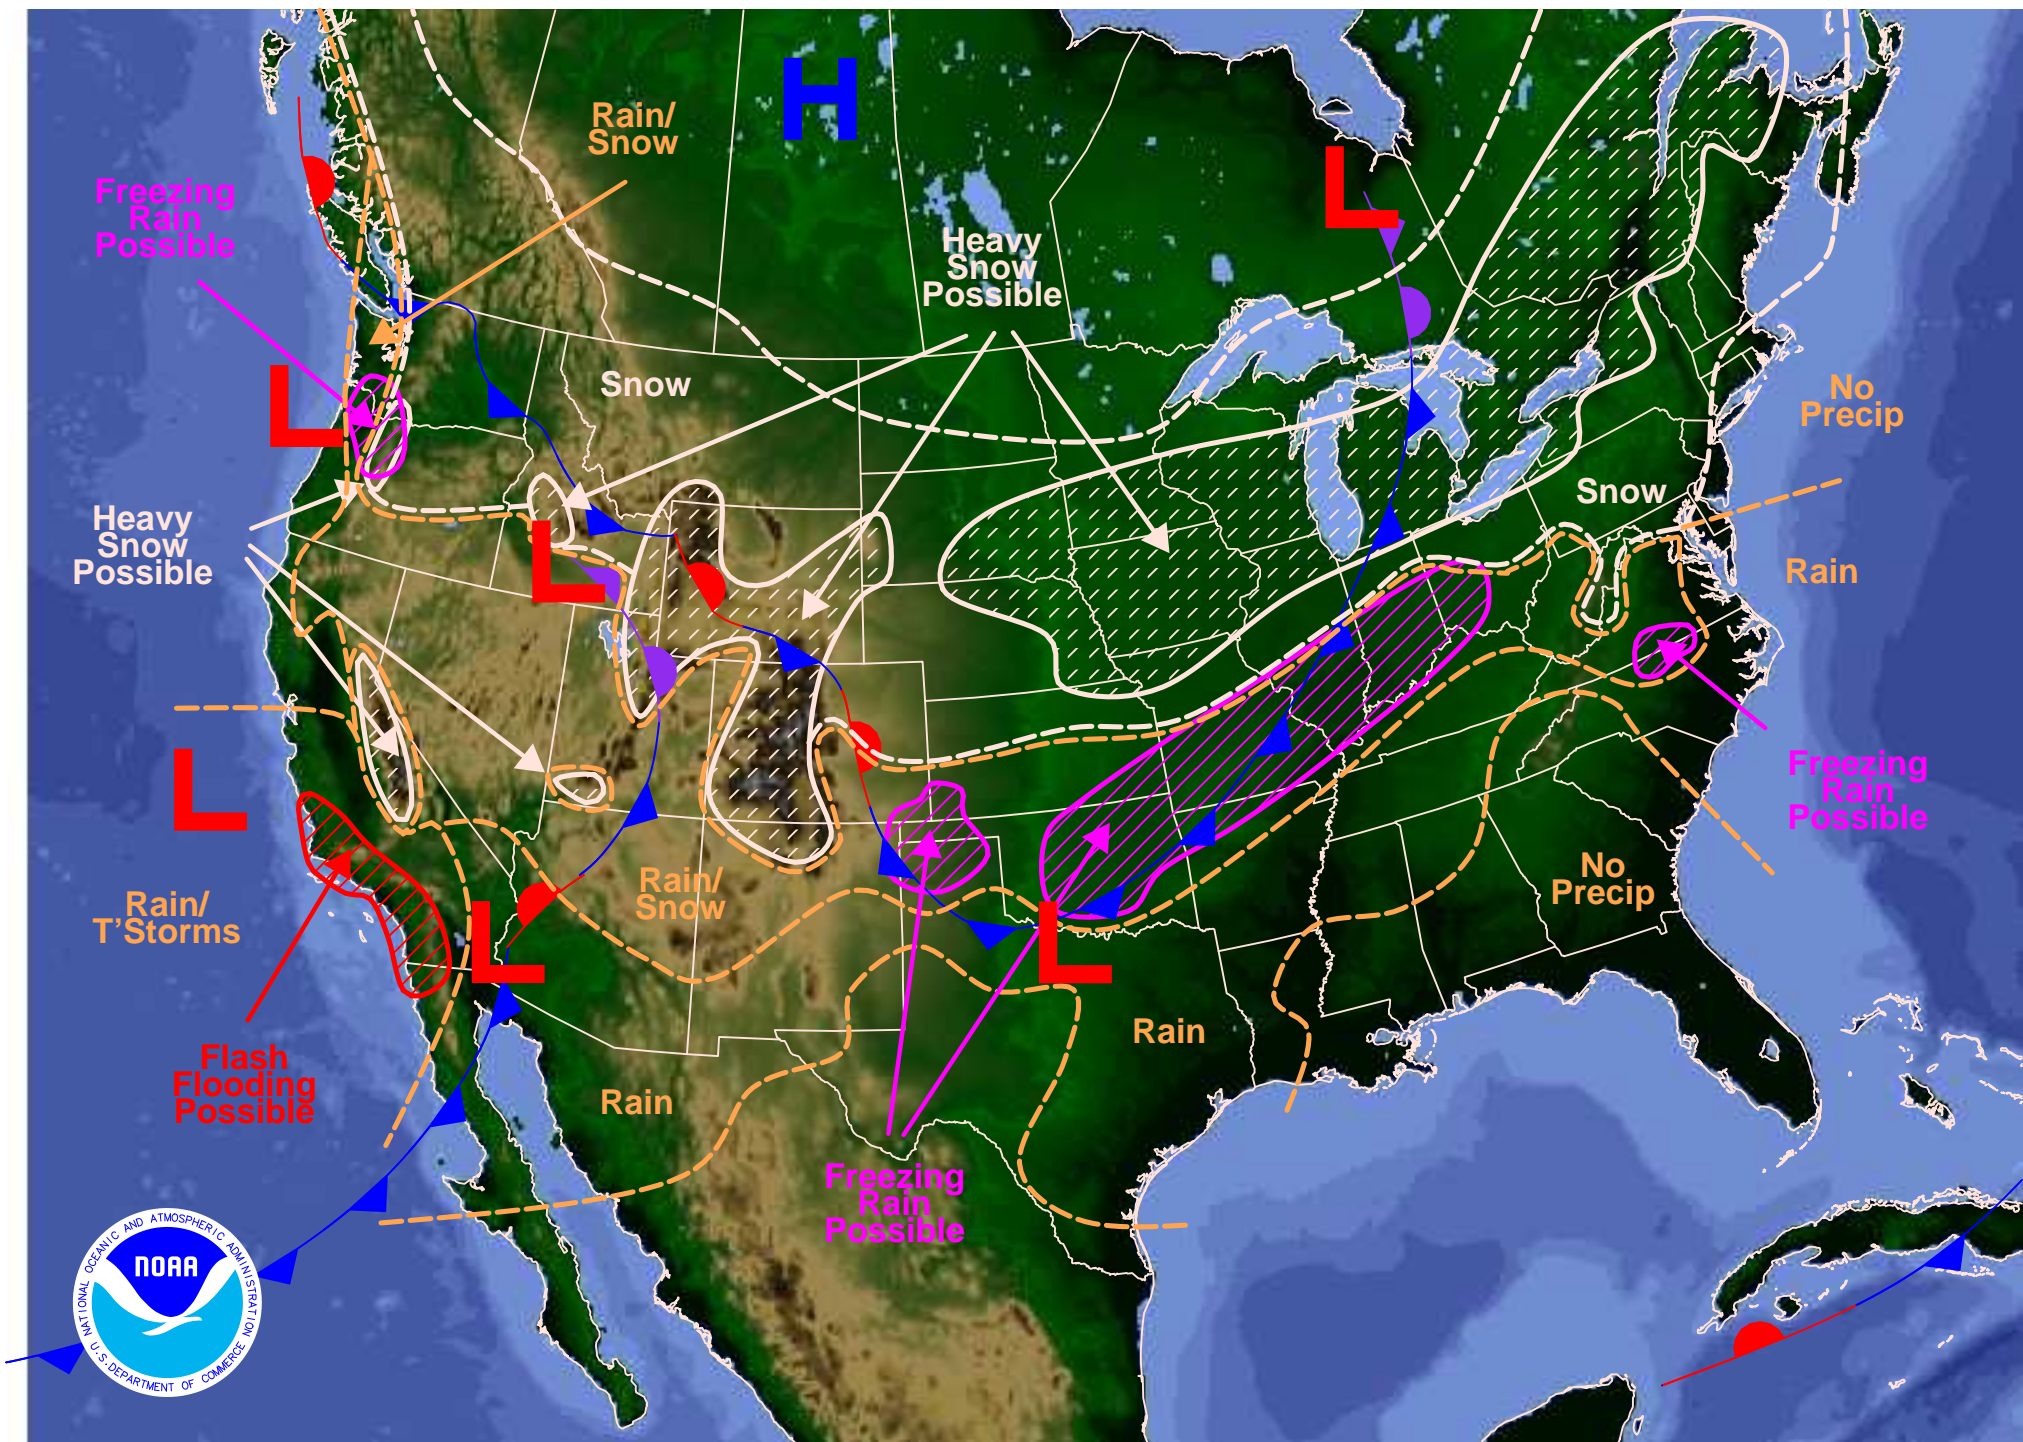 H
Rain/
Snow
Freezing
Rain
Possible
L
Heavy
Snow
Possible
L
Snow
No
Precip
Snow
Heavy
Snow
Possible
L
Rain
L
Freezing
Rain
Possible
Rain/
Snow
No
Precip
Rain/
T'Storms
L
L
Rain
Flash
Flooding
Possible
Rain
Freezing
Rain
Possible
NATIONAL OCEANIC AND ATMOSPHERIC ADMINISTRATION
NOAA
U.S. DEPARTMENT OF COMMERCE